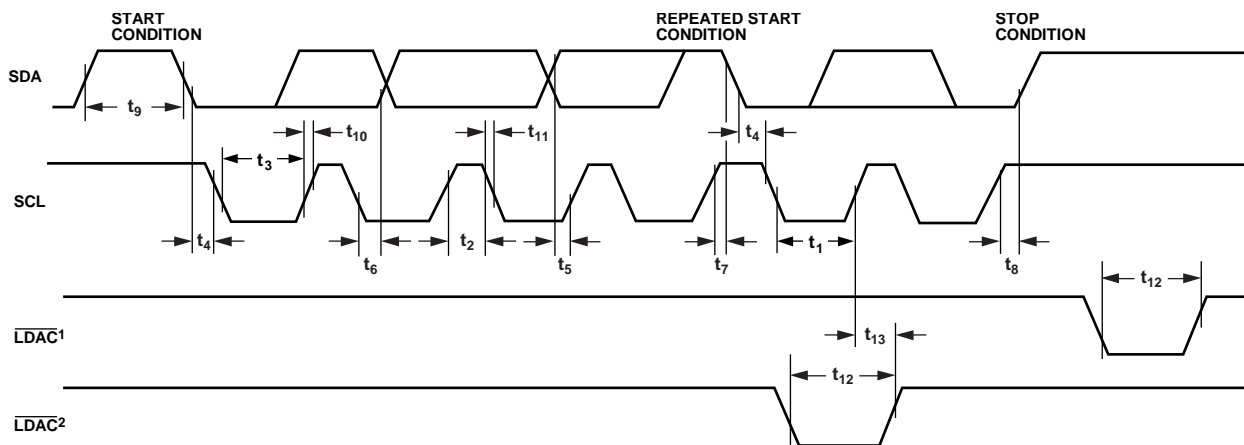 START
CONDITION
REPEATED START
CONDITION
STOP
CONDITION
SDA
t9
t10
t11
t4
t3
SCL
t4
t6
t2
t5
t7
t1
t8
t12
LDAC1
t13
t12
LDAC2